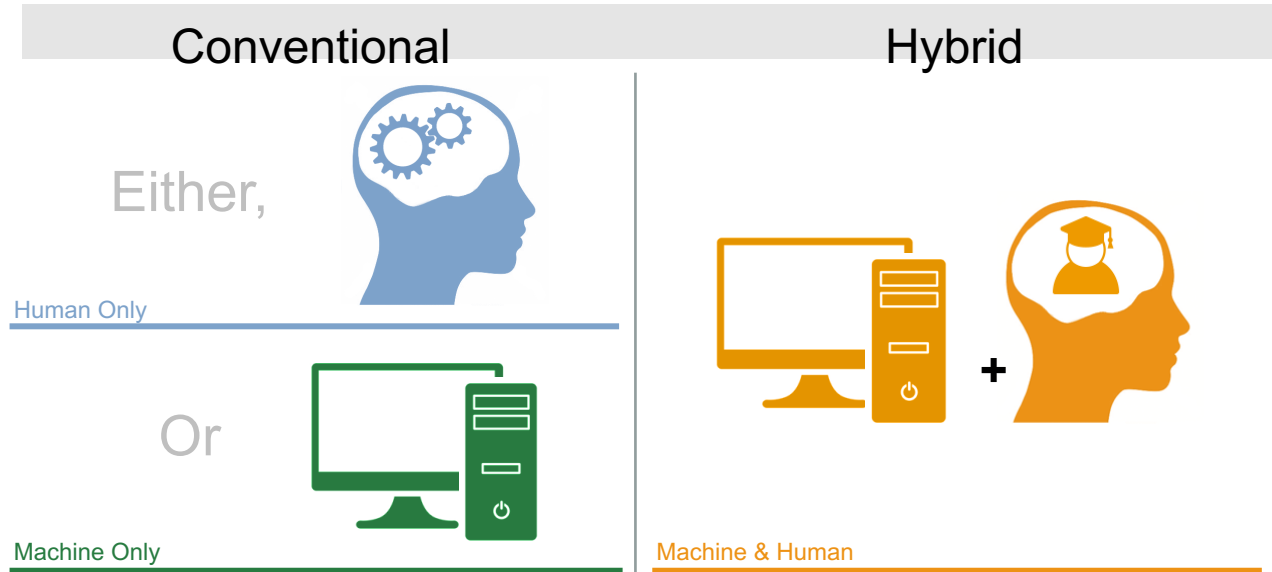 Conventional
Hybrid
Either,
Human Only
Or
Machine Only
+
Machine & Human